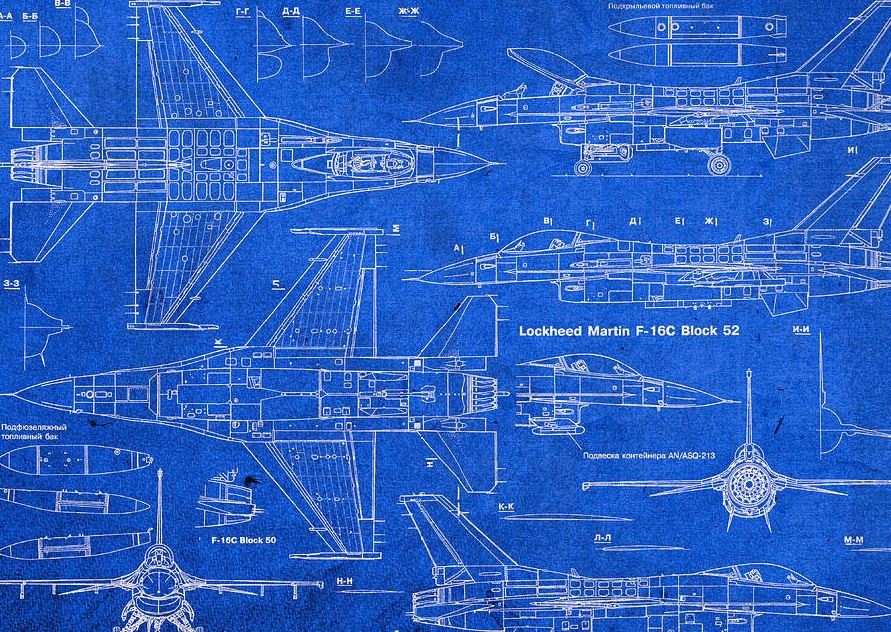 А-А
Б-Б
В-В
Г-Г
Д-Д
Е-Е
Ж-Ж
Подкрыльевой топливный бак
И
М
А
Б
В
Г
Д
Е
Ж
З
З-З
Lockheed Martin F-16C Block 52
И-И
К
Подфюзеляжный
топливный бак
Подвеска контейнера AN/ASQ-213
Н
К-К
F-16C Block 50
Л-Л
М-М
Н-Н